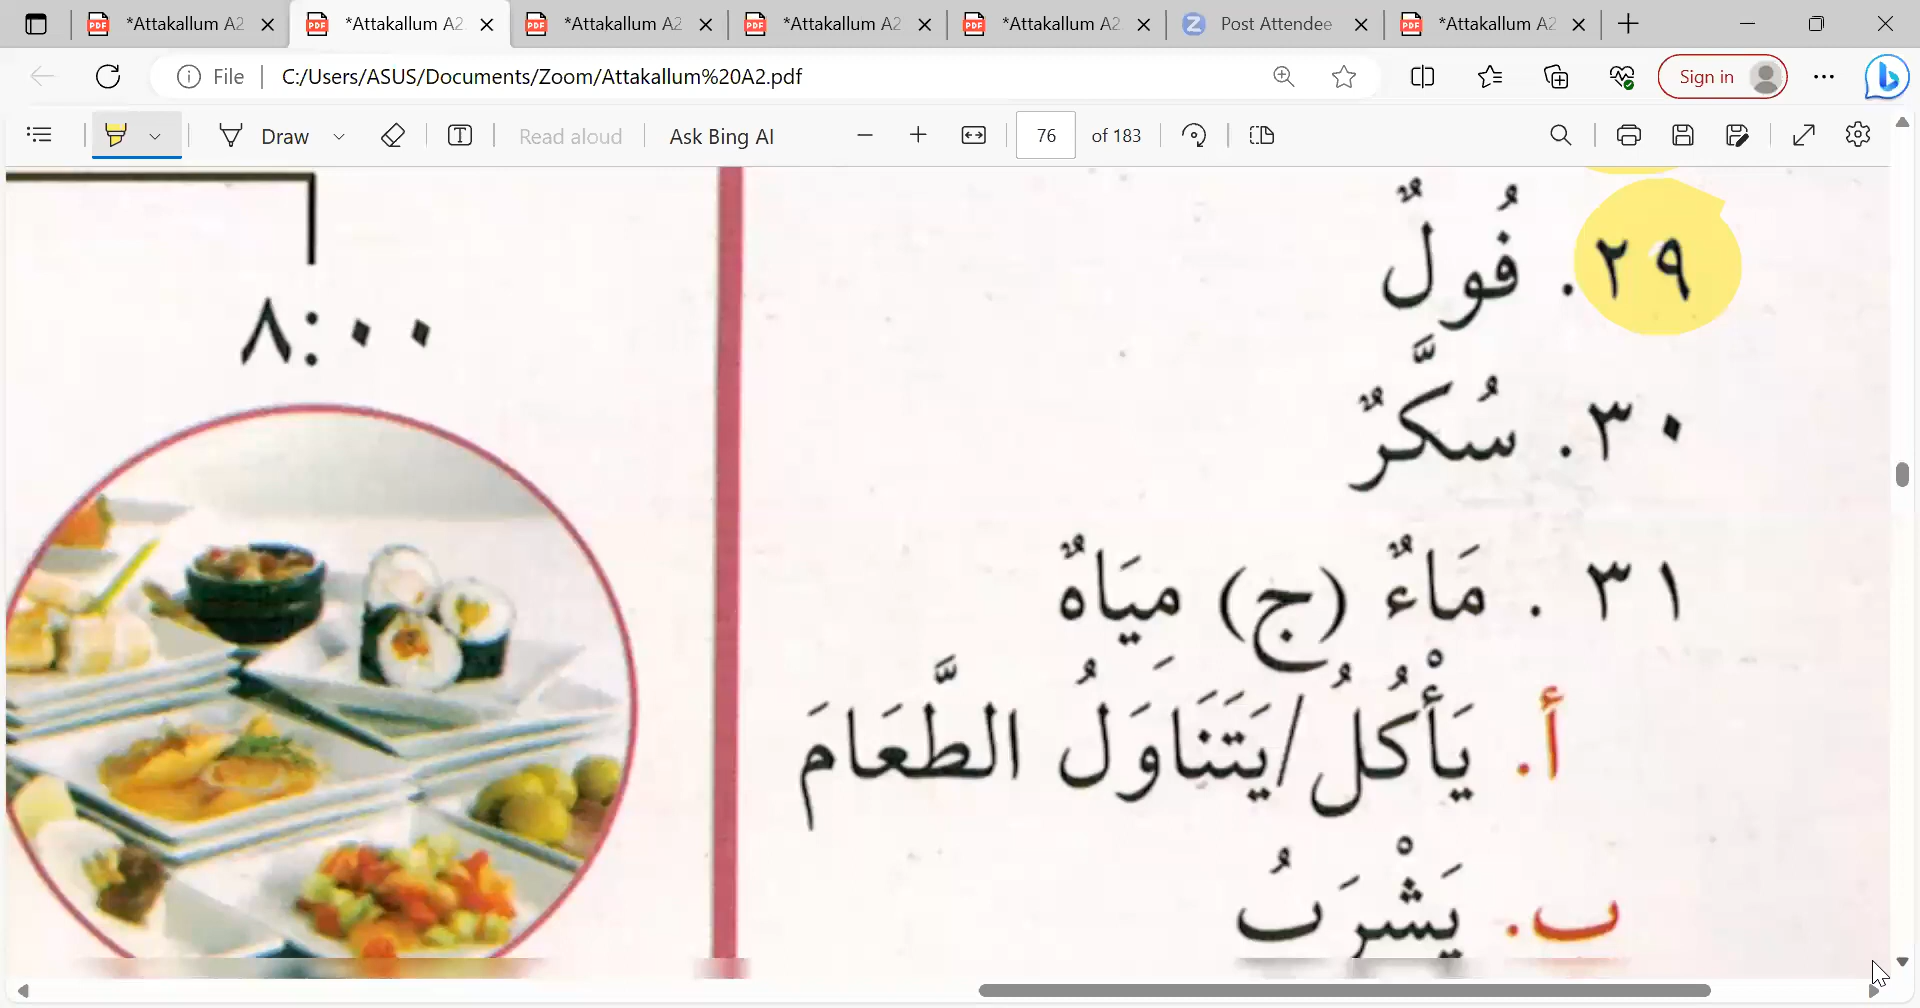 *Attakallum A2
*Attakallum A2
*Attakallum A2
*Attakallum A2
*Attakallum A2
Post Attendee
*Attakallum A2
File
C:/Users/ASUS/Documents/Zoom/Attakallum%20A2.pdf
Sign in
Draw
Read aloud
Ask Bing AI
76
of 183
٢٩. فُولٌ
٨:٠٠
٣٠. سُكَّرٌ
٣١. مَاءٌ (ج) مِيَاهٌ
أ. يَأْكُلُ/يَتَنَاوَلُ الطَّعَامَ
ب. يَشْرَبُ